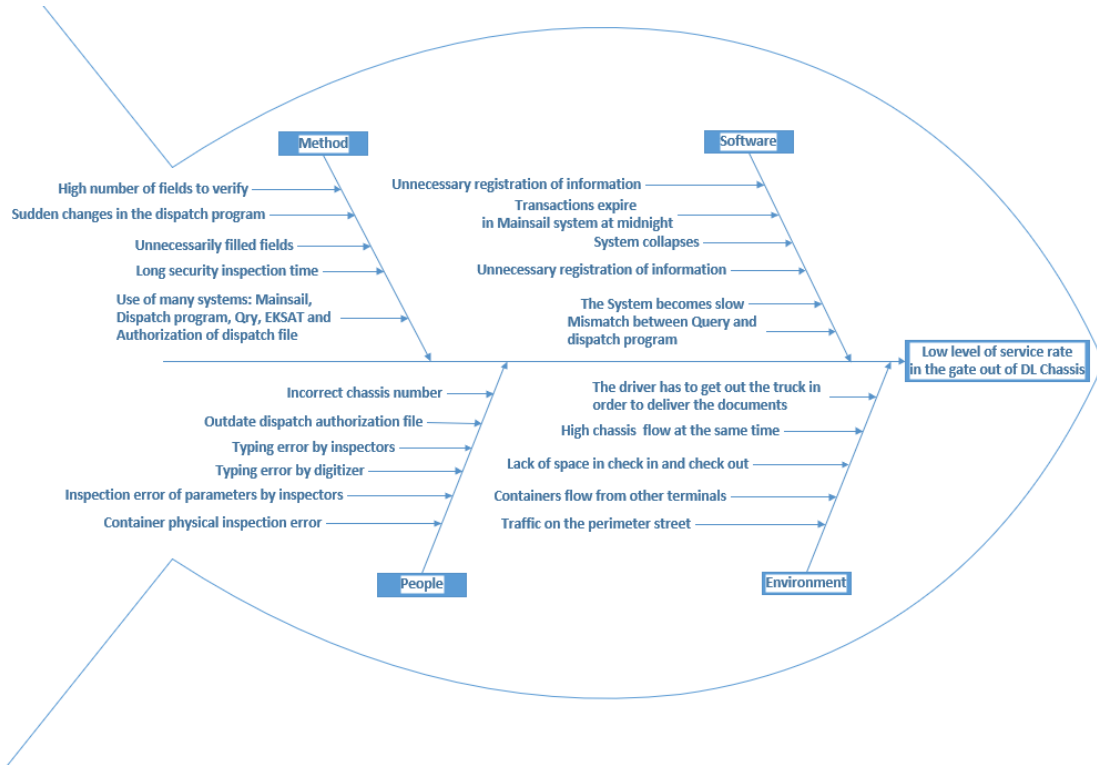 Method
High number of fields to verify
Sudden changes in the dispatch program
Unnecessarily filled fields
Long security inspection time
Use of many systems: Mainsail,
Dispatch program, Qry, EKSAT and
Authorization of dispatch file
Software
Unnecessary registration of information
Transactions expire
in Mainsail system at midnight
System collapses
Unnecessary registration of information
The System becomes slow
Mismatch between Query and
dispatch program
Low level of service rate
in the gate out of DL Chassis
Incorrect chassis number
Outdate dispatch authorization file
Typing error by inspectors
Typing error by digitizer
Inspection error of parameters by inspectors
Container physical inspection error
People
The driver has to get out the truck in
order to deliver the documents
High chassis flow at the same time
Lack of space in check in and check out
Containers flow from other terminals
Traffic on the perimeter street
Environment